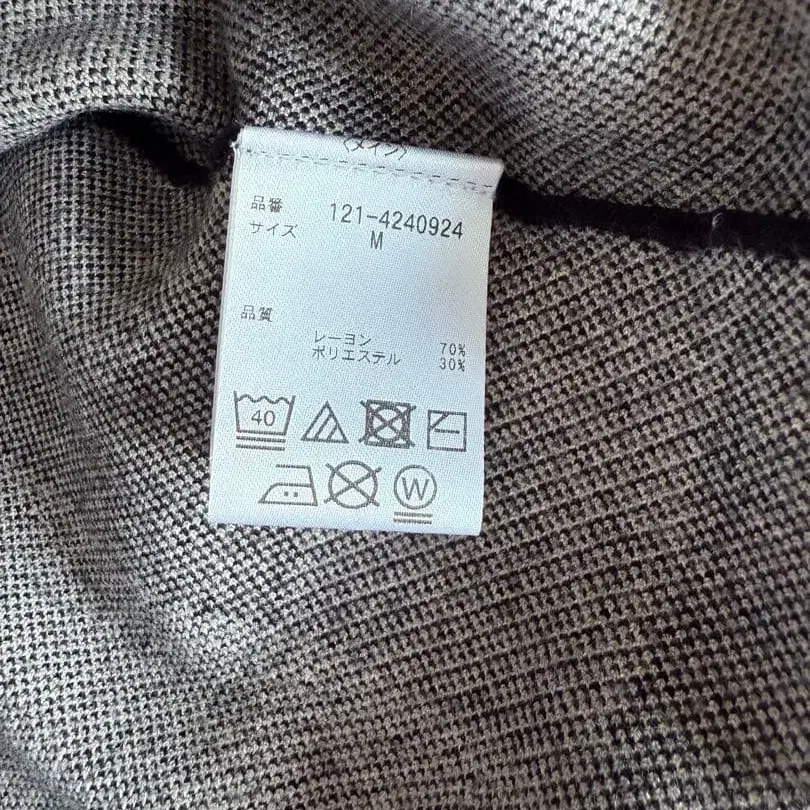 〈メイン〉
品番 121-4240924
サイズ M
品質
レーヨン 70%
ポリエステル 30%
40
W